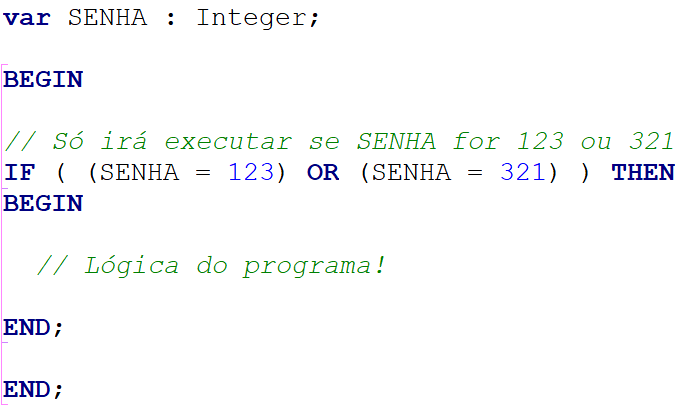 var SENHA : Integer;
BEGIN
// Só irá executar se SENHA for 123 ou 321
IF ( (SENHA = 123) OR (SENHA = 321) ) THEN
BEGIN
// Lógica do programa!
END;
END;